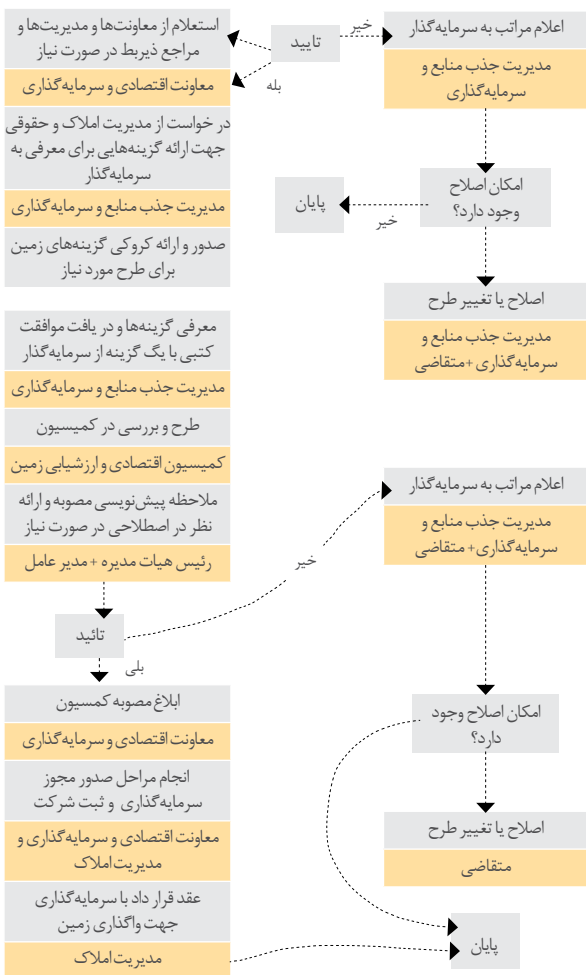 اعلام مراتب به سرمایه‌گذار
مدیریت جذب منابع و
سرمایه‌گذاری
خیر
تایید
بله
استعلام از معاونت‌ها و مدیریت‌ها و
مراجع ذیربط در صورت نیاز
معاونت اقتصادی و سرمایه‌گذاری
در خواست از مدیریت املاک و حقوقی
جهت ارائه گزینه‌هایی برای معرفی به
سرمایه‌گذار
مدیریت جذب منابع و سرمایه‌گذاری
صدور و ارائه کروکی گزینه‌های زمین
برای طرح مورد نیاز
امکان اصلاح
وجود دارد؟
خیر
پایان
اصلاح یا تغییر طرح
مدیریت جذب منابع و
سرمایه‌گذاری +متقاضی
معرفی گزینه‌ها و در یافت موافقت
کتبی با یک گزینه از سرمایه‌گذار
مدیریت جذب منابع و سرمایه‌گذاری
طرح و بررسی در کمیسیون
کمیسیون اقتصادی و ارزشیابی زمین
ملاحظه پیش‌نویسی مصوبه و ارائه
نظر در اصطلاحی در صورت نیاز
رئیس هیات مدیره + مدیر عامل
اعلام مراتب به سرمایه‌گذار
مدیریت جذب منابع و
سرمایه‌گذاری+ متقاضی
خیر
تائید
بلی
ابلاغ مصوبه کمسیون
معاونت اقتصادی و سرمایه‌گذاری
انجام مراحل صدور مجوز
سرمایه‌گذاری و ثبت شرکت
معاونت اقتصادی و سرمایه‌گذاری و
مدیریت املاک
عقد قرار داد با سرمایه‌گذاری
جهت واگذاری زمین
مدیریت املاک
امکان اصلاح وجود
دارد؟
اصلاح یا تغییر طرح
متقاضی
پایان